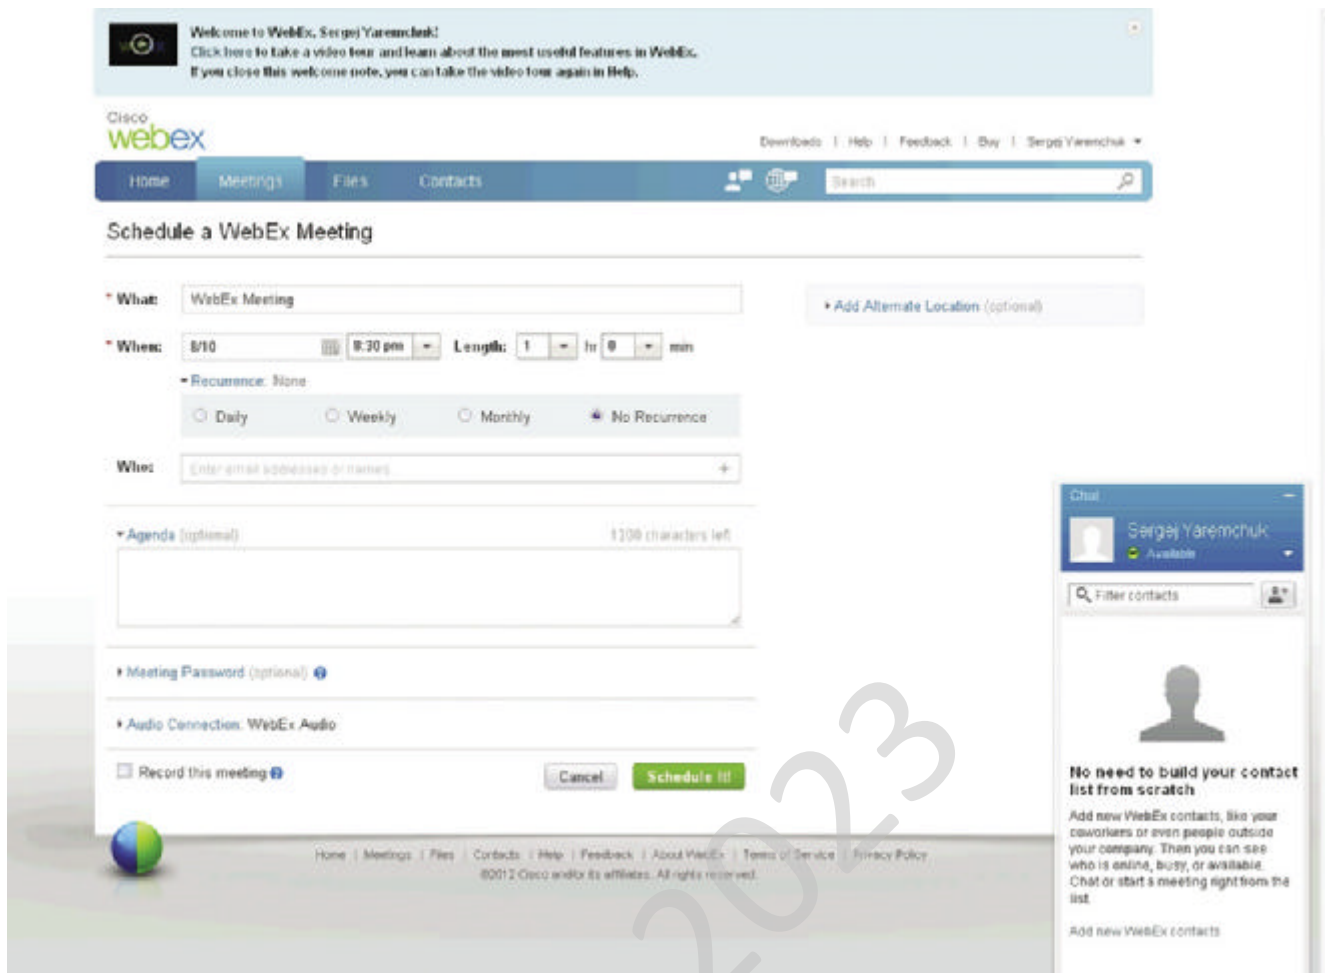 Welcome to WebEx, Sergej Yaremchuk!
Click here to take a video tour and learn about the most useful features in WebEx.
If you close this welcome note, you can take the video tour again in Help.
Cisco
webex
Downloads | Help | Feedback | Buy | Sergej Yaremchuk
Home Meetings Files Contacts Search
Schedule a WebEx Meeting
* What: WebEx Meeting
Add Alternate Location (optional)
* When: 8/10 8:30 pm Length: 1 hr 0 min
Recurrence: None
Daily Weekly Monthly No Recurrence
Who: Enter email addresses or names
Agenda (optional) characters left
Meeting Password (optional) ?
Audio Connection: WebEx Audio
Record this meeting ? Cancel Schedule It!
Home | Meetings | Files | Contacts | Help | Feedback | About WebEx | Terms of Service | Privacy Policy
©2012 Cisco and/or its affiliates. All rights reserved.
Chat
Sergej Yaremchuk
Available
Filter contacts
No need to build your contact
list from scratch
Add new WebEx contacts, like your
coworkers or even people outside
your company. Then you can see
who is online, busy, or available.
Chat or start a meeting right from the
list.
Add new WebEx contacts
2023